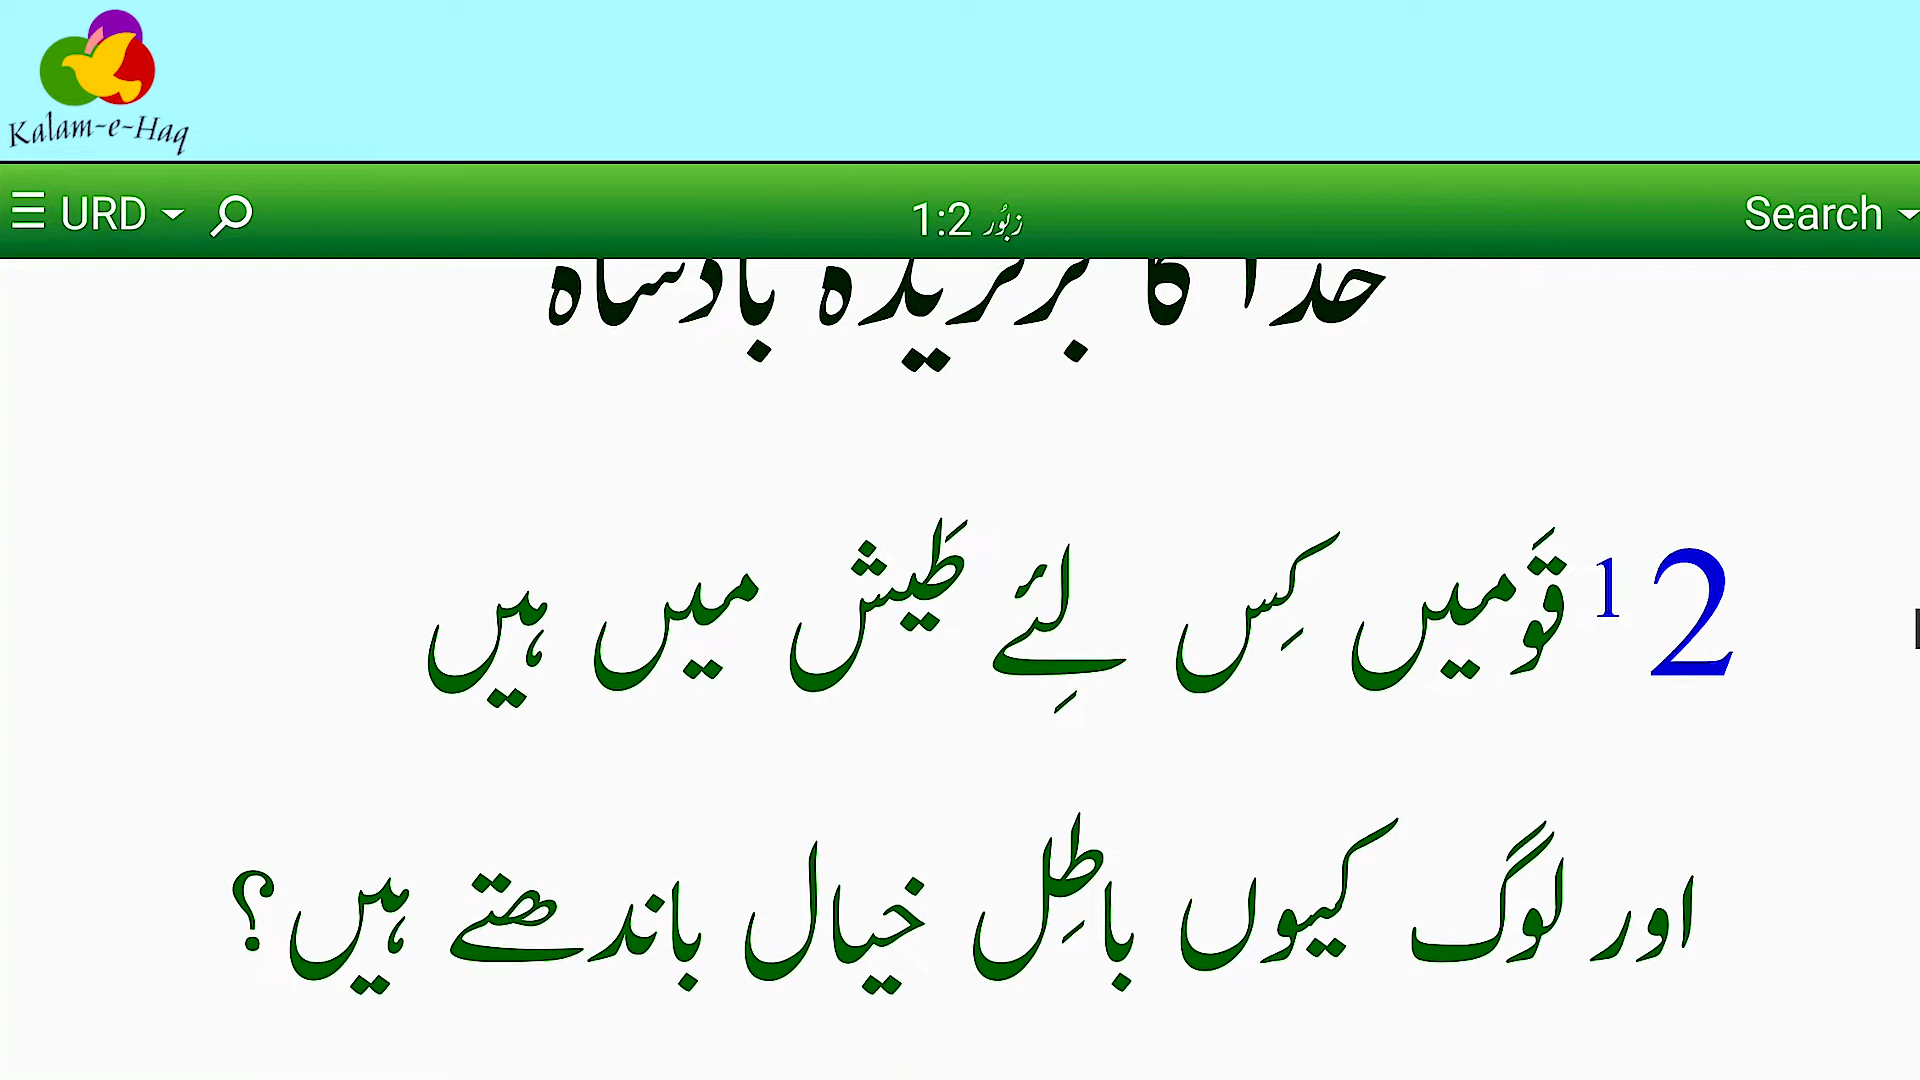 Kalam-e-Haq
URD
زبُور 1:2
Search
خدا کا برگزیدہ بادشاہ
2 1 قَومیں کِس لِئے طَیش میں ہیں
اور لوگ کیوں باطِل خیال باندھتے ہیں؟